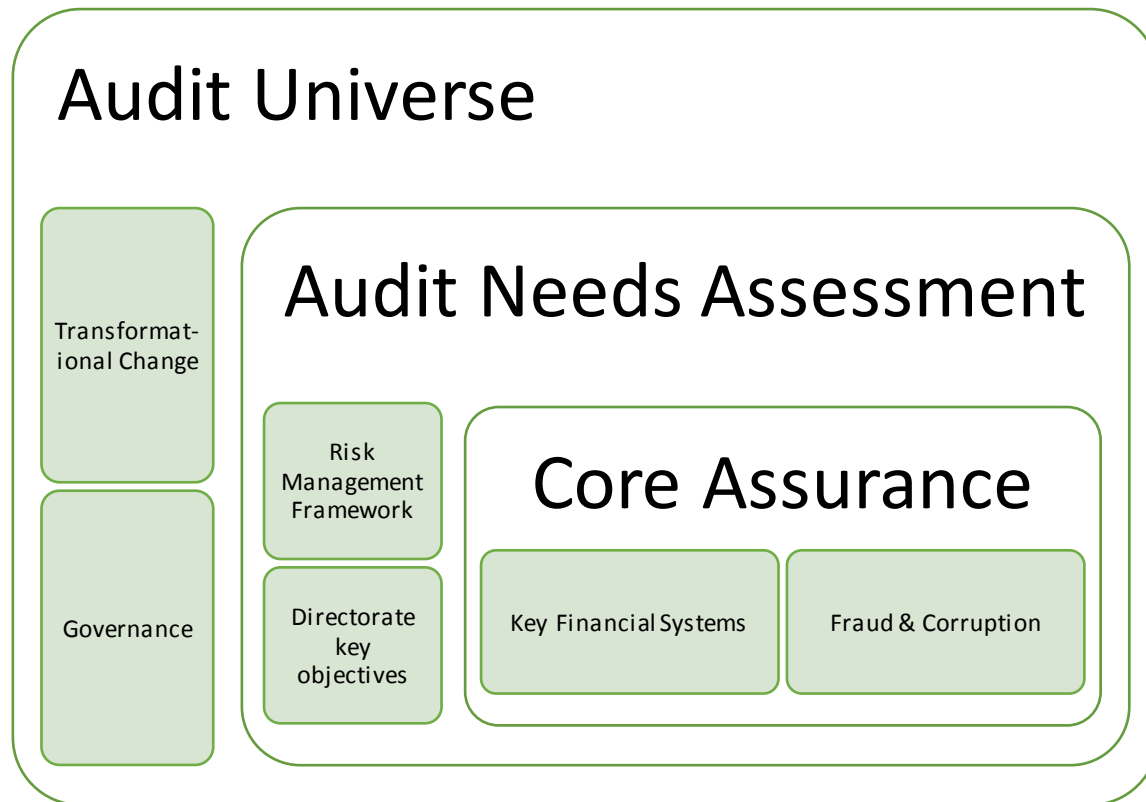 Audit Universe
Transformat-
ional Change
Governance
Audit Needs Assessment
Risk
Management
Framework
Directorate
key
objectives
Core Assurance
Key Financial Systems
Fraud & Corruption